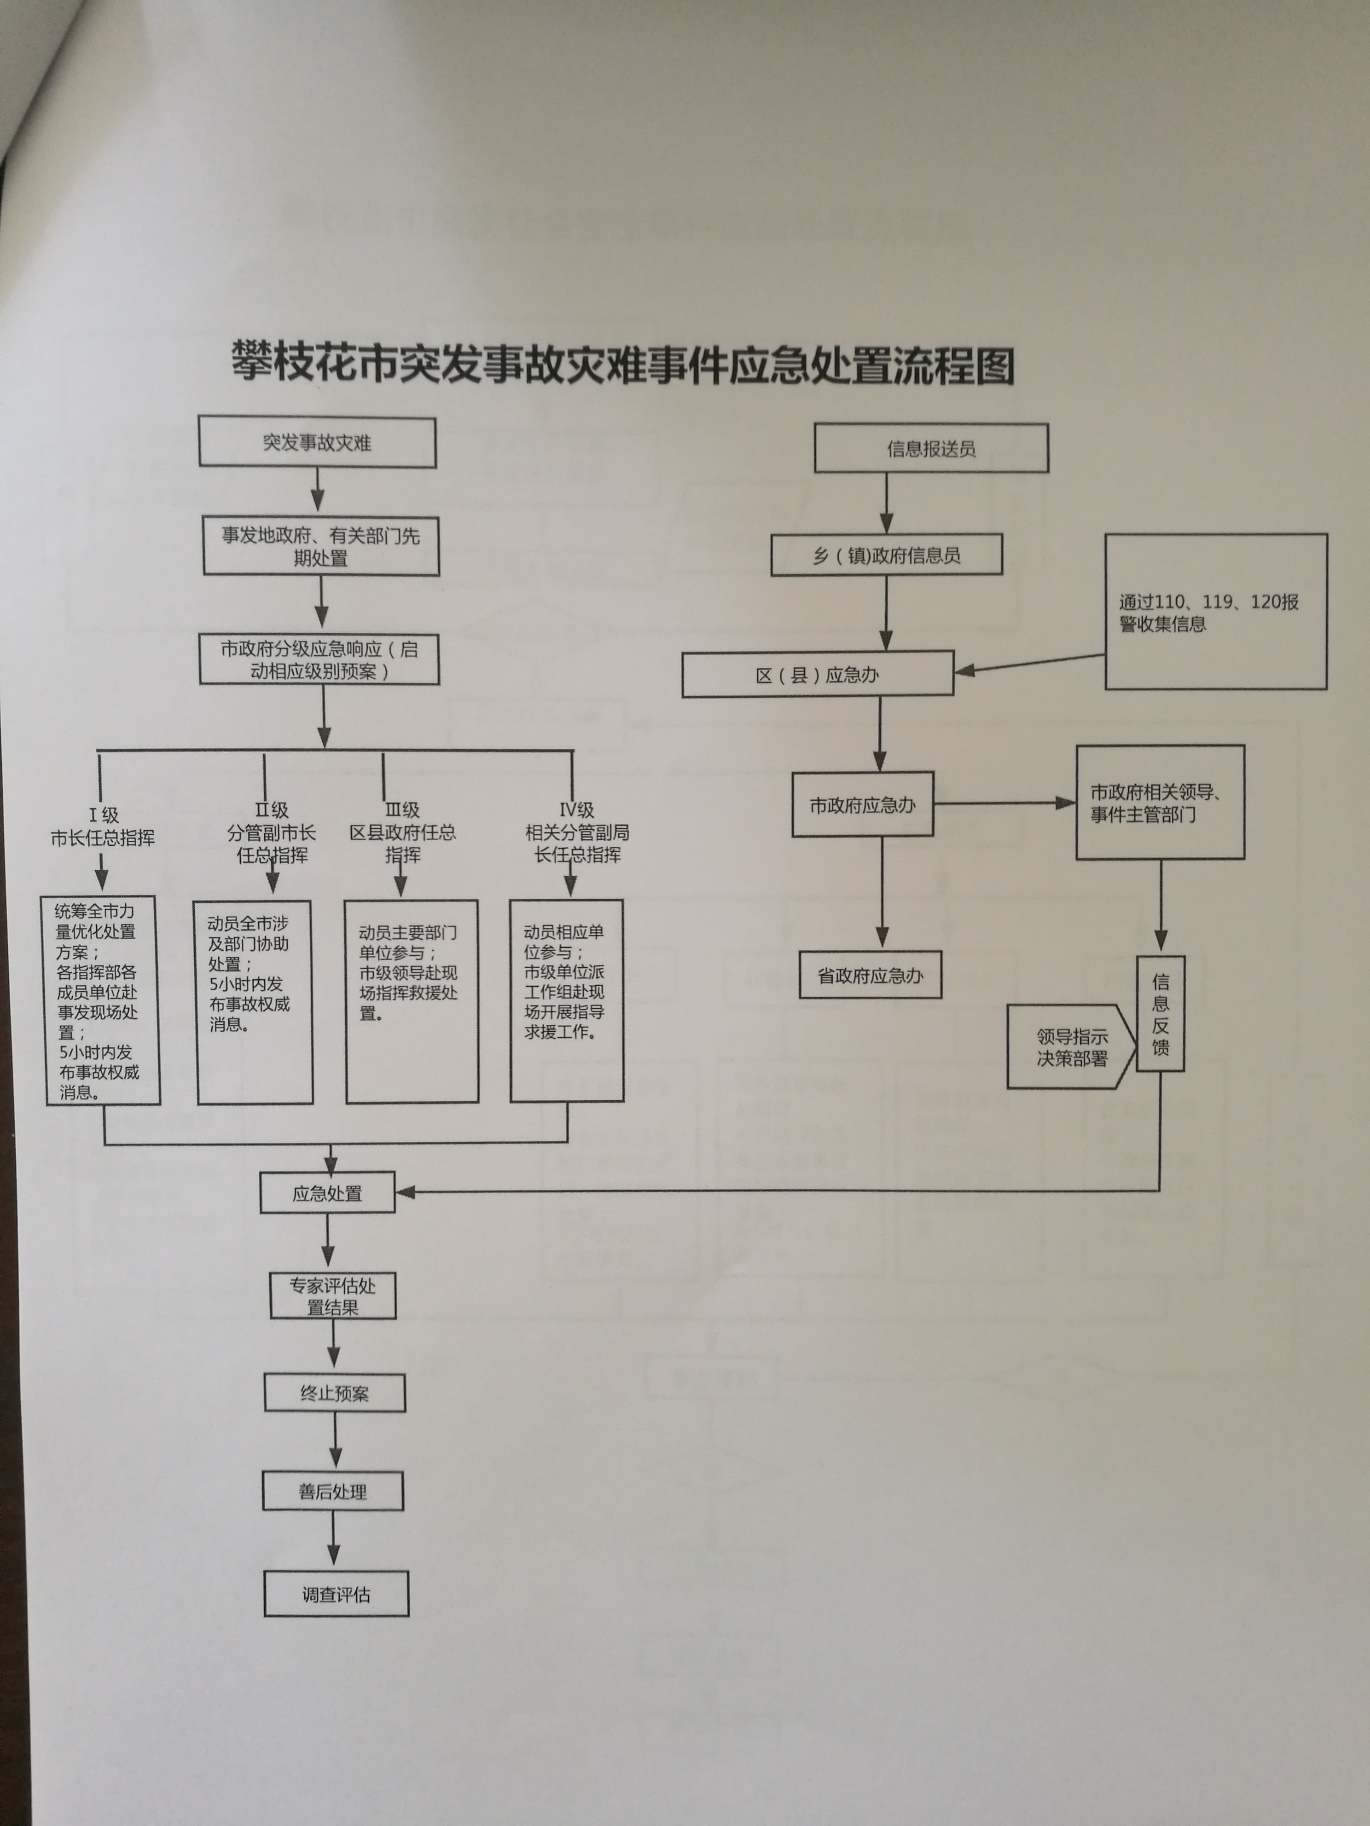 攀枝花市突发事故灾难事件应急处置流程图
突发事故灾难
事发地政府、有关部门先
期处置
市政府分级应急响应（启
动相应级别预案）
Ⅰ级
市长任总指挥
Ⅱ级
分管副市长
任总指挥
Ⅲ级
区县政府任总
指挥
Ⅳ级
相关分管副局
长任总指挥
统筹全市力
量优化处置
方案；
各指挥部各
成员单位赴
事发现场处
置；
5小时内发
布事故权威
消息。
动员全市涉
及部门协助
处置；
5小时内发
布事故权威
消息。
动员主要部门
单位参与；
市级领导赴现
场指挥救援处
置。
动员相应单
位参与；
市级单位派
工作组赴现
场开展指导
求援工作。
应急处置
专家评估处
置结果
终止预案
善后处理
调查评估
信息报送员
乡（镇)政府信息员
区（县）应急办
通过110、119、120报
警收集信息
市政府应急办
市政府相关领导、
事件主管部门
省政府应急办
信
息
反
馈
领导指示
决策部署